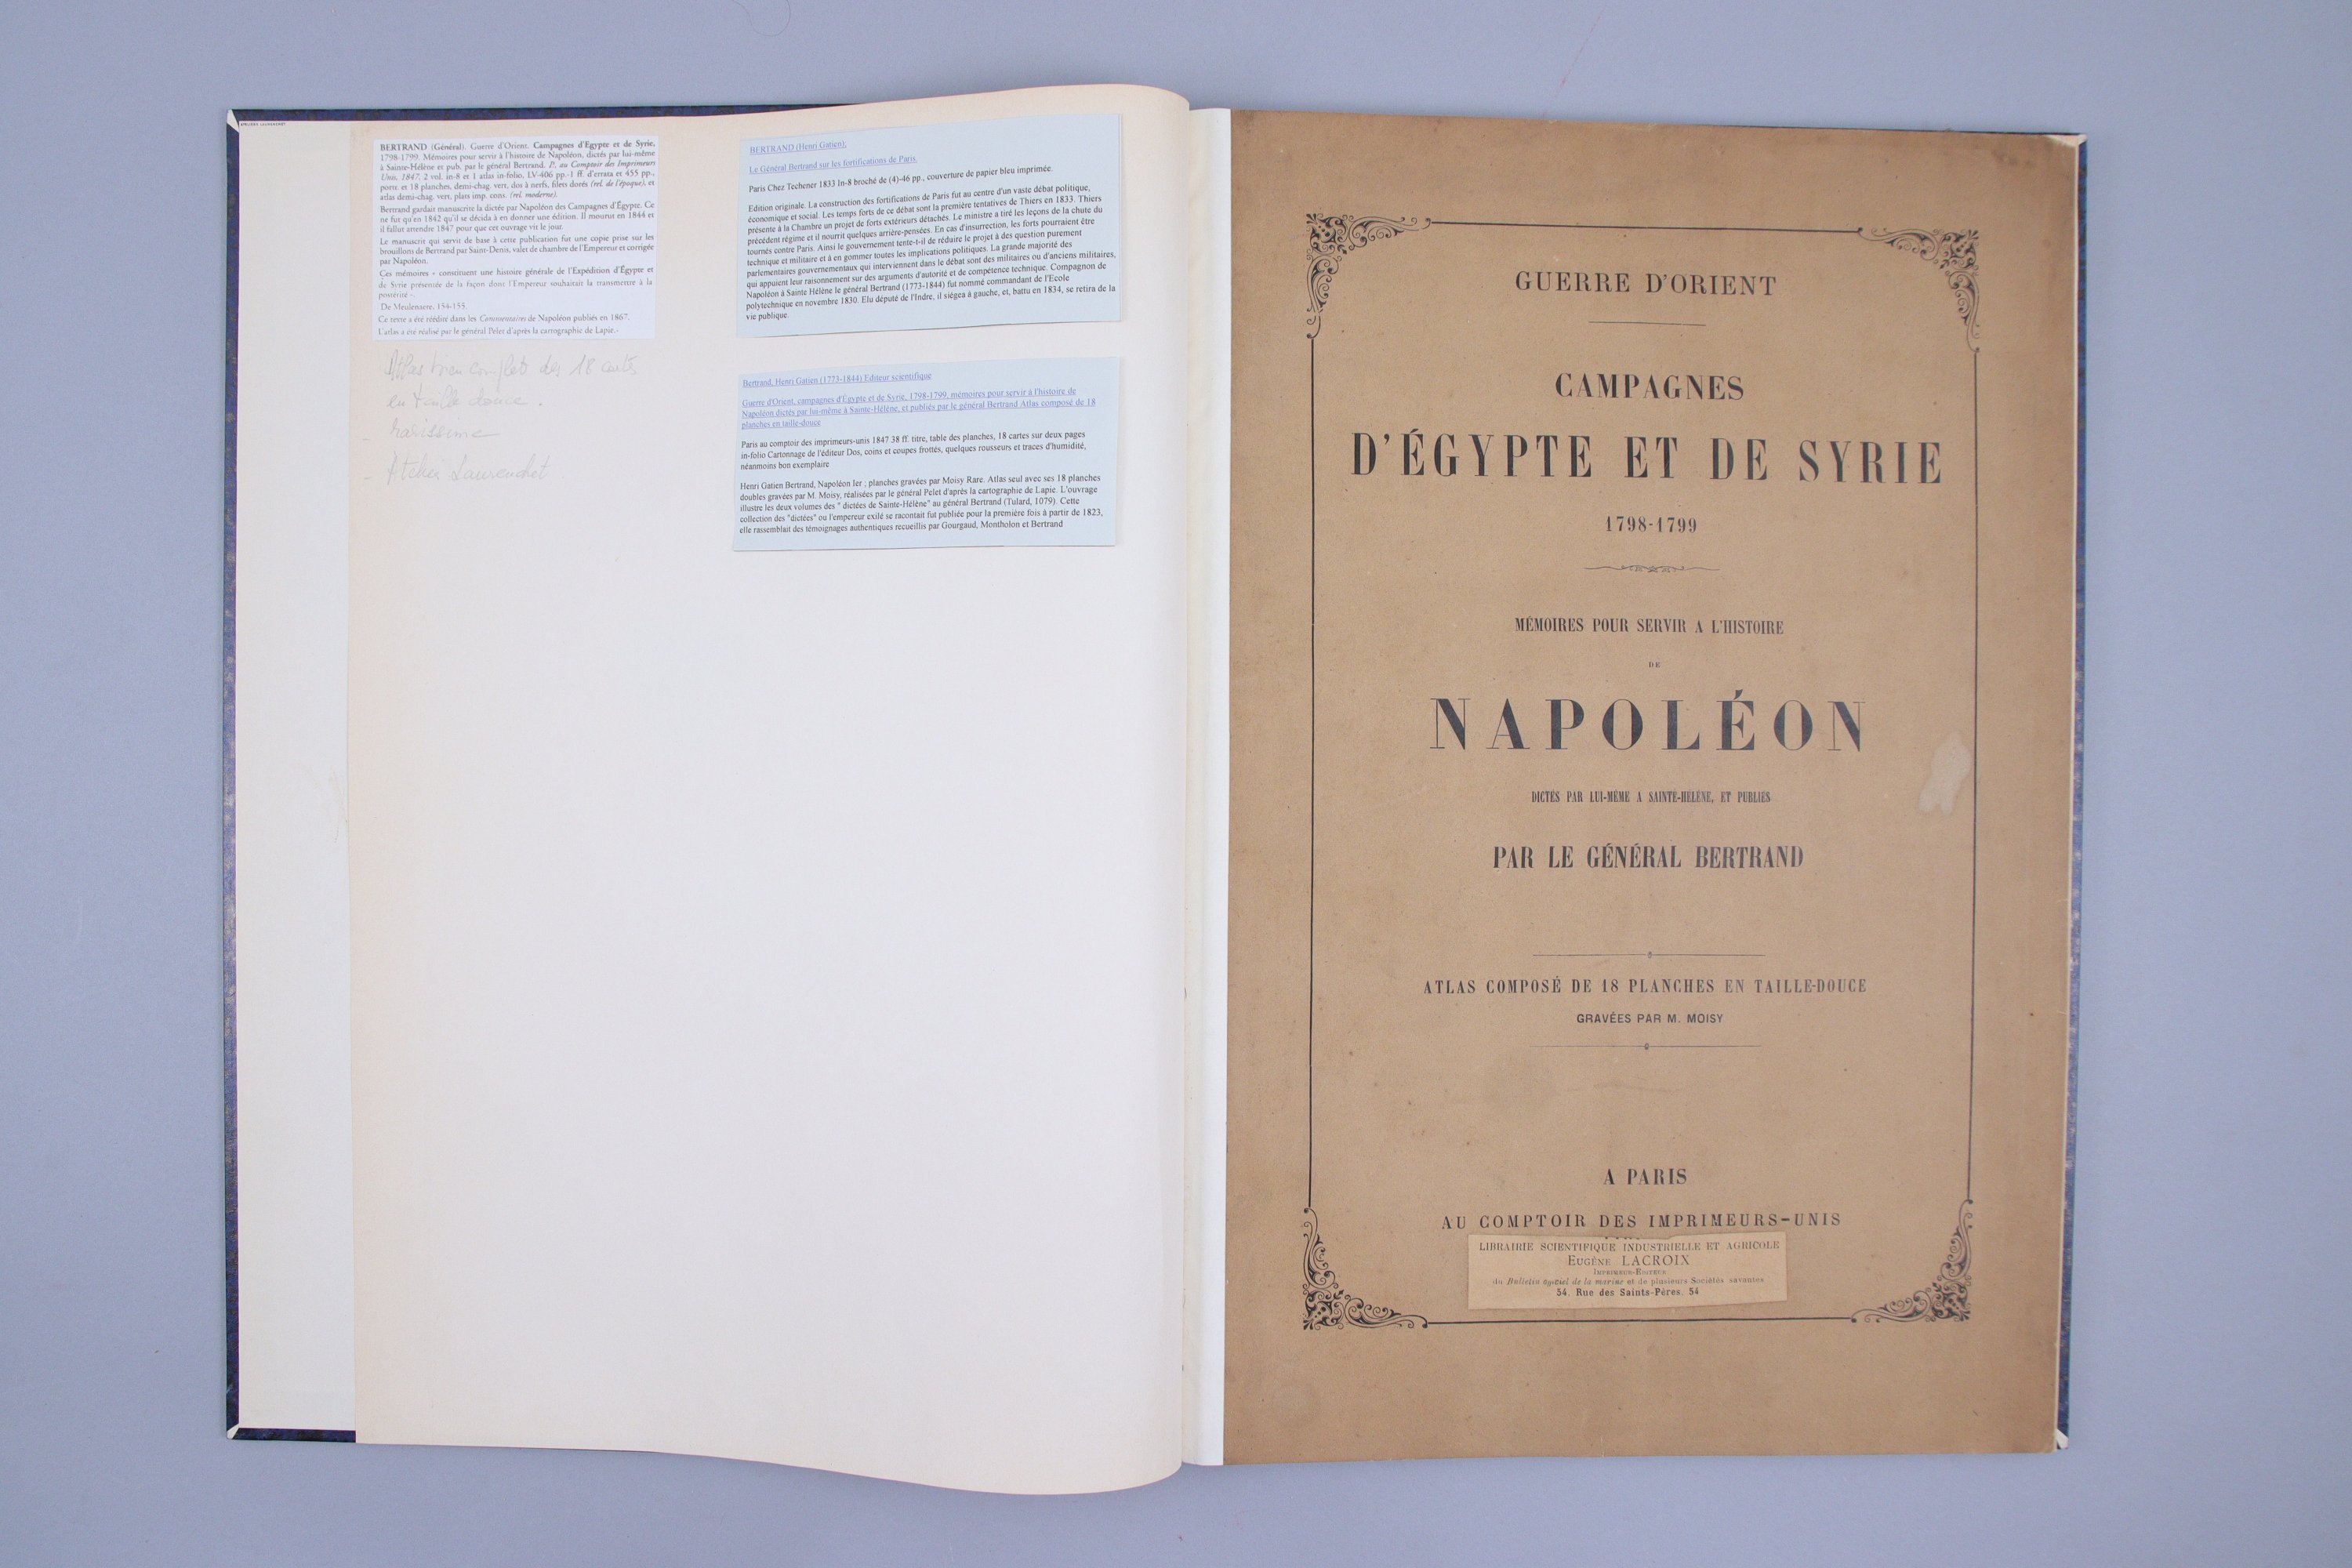 ATELIER LAURENCHET
BERTRAND (Général). Guerre d'Orient. Campagnes d'Egypte et de Syrie,
1798-1799. Mémoires pour servir à l'histoire de Napoléon, dictés par lui-même
à Sainte-Hélène et pub. par le général Bertrand. P. au Comptoir des Imprimeurs
Unis, 1847. 2 vol. in-8 et 1 atlas in-folio, LV-406 pp.-1 ff. d'errata et 455 pp.,
portr. et 18 planches, demi-chag. vert, dos à nerfs, filets dorés (rel. de l'époque), et
atlas demi-chag. vert, plats imp. cons. (rel. moderne).
Bertrand gardait manuscrite la dictée par Napoléon des Campagnes d'Égypte. Ce
ne fut qu'en 1842 qu'il se décida à en donner une édition. Il mourut en 1844 et
il fallut attendre 1847 pour que cet ouvrage vit le jour.
Le manuscrit qui servit de base à cette publication fut une copie prise sur les
brouillons de Bertrand par Saint-Denis, valet de chambre de l'Empereur et corrigée
par Napoléon.
Ces mémoires « constituent une histoire générale de l'Expédition d'Égypte et
de Syrie présentée de la façon dont l'Empereur souhaitait la transmettre à la
postérité ».
De Meulenaere, 154-155.
Ce texte a été réédité dans les Commentaires de Napoléon publiés en 1867.
L'atlas a été réalisé par le général Pelet d'après la cartographie de Lapie.-
Atlas bien complet des 18 cartes
en taille douce.
- rarissime
- Atelier Laurenchet.
BERTRAND (Henri Gatien).
Le Général Bertrand sur les fortifications de Paris.
Paris Chez Techener 1833 In-8 broché de (4)-46 pp., couverture de papier bleu imprimée.
Edition originale. La construction des fortifications de Paris fut au centre d'un vaste débat politique,
économique et social. Les temps forts de ce débat sont la première tentatives de Thiers en 1833. Thiers
présente à la Chambre un projet de forts extérieurs détachés. Le ministre a tiré les leçons de la chute du
précédent régime et il nourrit quelques arrière-pensées. En cas d'insurrection, les forts pourraient être
tournés contre Paris. Ainsi le gouvernement tente-t-il de réduire le projet à des question purement
technique et militaire et à en gommer toutes les implications politiques. La grande majorité des
parlementaires gouvernementaux qui interviennent dans le débat sont des militaires ou d'anciens militaires,
qui appuient leur raisonnement sur des arguments d'autorité et de compétence technique. Compagnon de
Napoléon à Sainte Hélène le général Bertrand (1773-1844) fut nommé commandant de l'Ecole
polytechnique en novembre 1830. Elu député de l'Indre, il siégea à gauche, et, battu en 1834, se retira de la
vie publique.
Bertrand, Henri Gatien (1773-1844) Editeur scientifique
Guerre d'Orient, campagnes d'Égypte et de Syrie, 1798-1799, mémoires pour servir à l'histoire de
Napoléon dictés par lui-même à Sainte-Hélène, et publiés par le général Bertrand Atlas composé de 18
planches en taille-douce
Paris au comptoir des imprimeurs-unis 1847 38 ff. titre, table des planches, 18 cartes sur deux pages
in-folio Cartonnage de l'éditeur Dos, coins et coupes frottés, quelques rousseurs et traces d'humidité,
néanmoins bon exemplaire
Henri Gatien Bertrand, Napoléon Ier ; planches gravées par Moisy Rare. Atlas seul avec ses 18 planches
doubles gravées par M. Moisy, réalisées par le général Pelet d'après la cartographie de Lapie. L'ouvrage
illustre les deux volumes des " dictées de Sainte-Hélène" au général Bertrand (Tulard, 1079). Cette
collection des "dictées" ou l'empereur exilé se racontait fut publiée pour la première fois à partir de 1823,
elle rassemblait des témoignages authentiques recueillis par Gourgaud, Montholon et Bertrand
GUERRE D'ORIENT
CAMPAGNES
D'ÉGYPTE ET DE SYRIE
1798-1799
MÉMOIRES POUR SERVIR A L'HISTOIRE
DE
NAPOLÉON
DICTÉS PAR LUI-MÊME A SAINTE-HÉLÈNE, ET PUBLIÉS
PAR LE GÉNÉRAL BERTRAND
ATLAS COMPOSÉ DE 18 PLANCHES EN TAILLE-DOUCE
GRAVÉES PAR M. MOISY
A PARIS
AU COMPTOIR DES IMPRIMEURS-UNIS
LIBRAIRIE SCIENTIFIQUE INDUSTRIELLE ET AGRICOLE
EUGÈNE LACROIX
IMPRIMEUR-EDITEUR
du Bulletin officiel de la marine et de plusieurs Sociétés savantes
54, Rue des Saints-Pères, 54